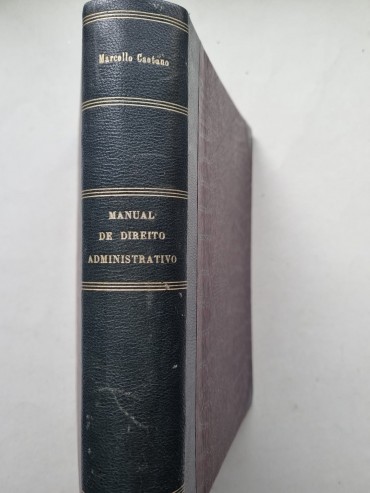 Marcello Caetano
MANUAL
DE DIREITO
ADMINISTRATIVO